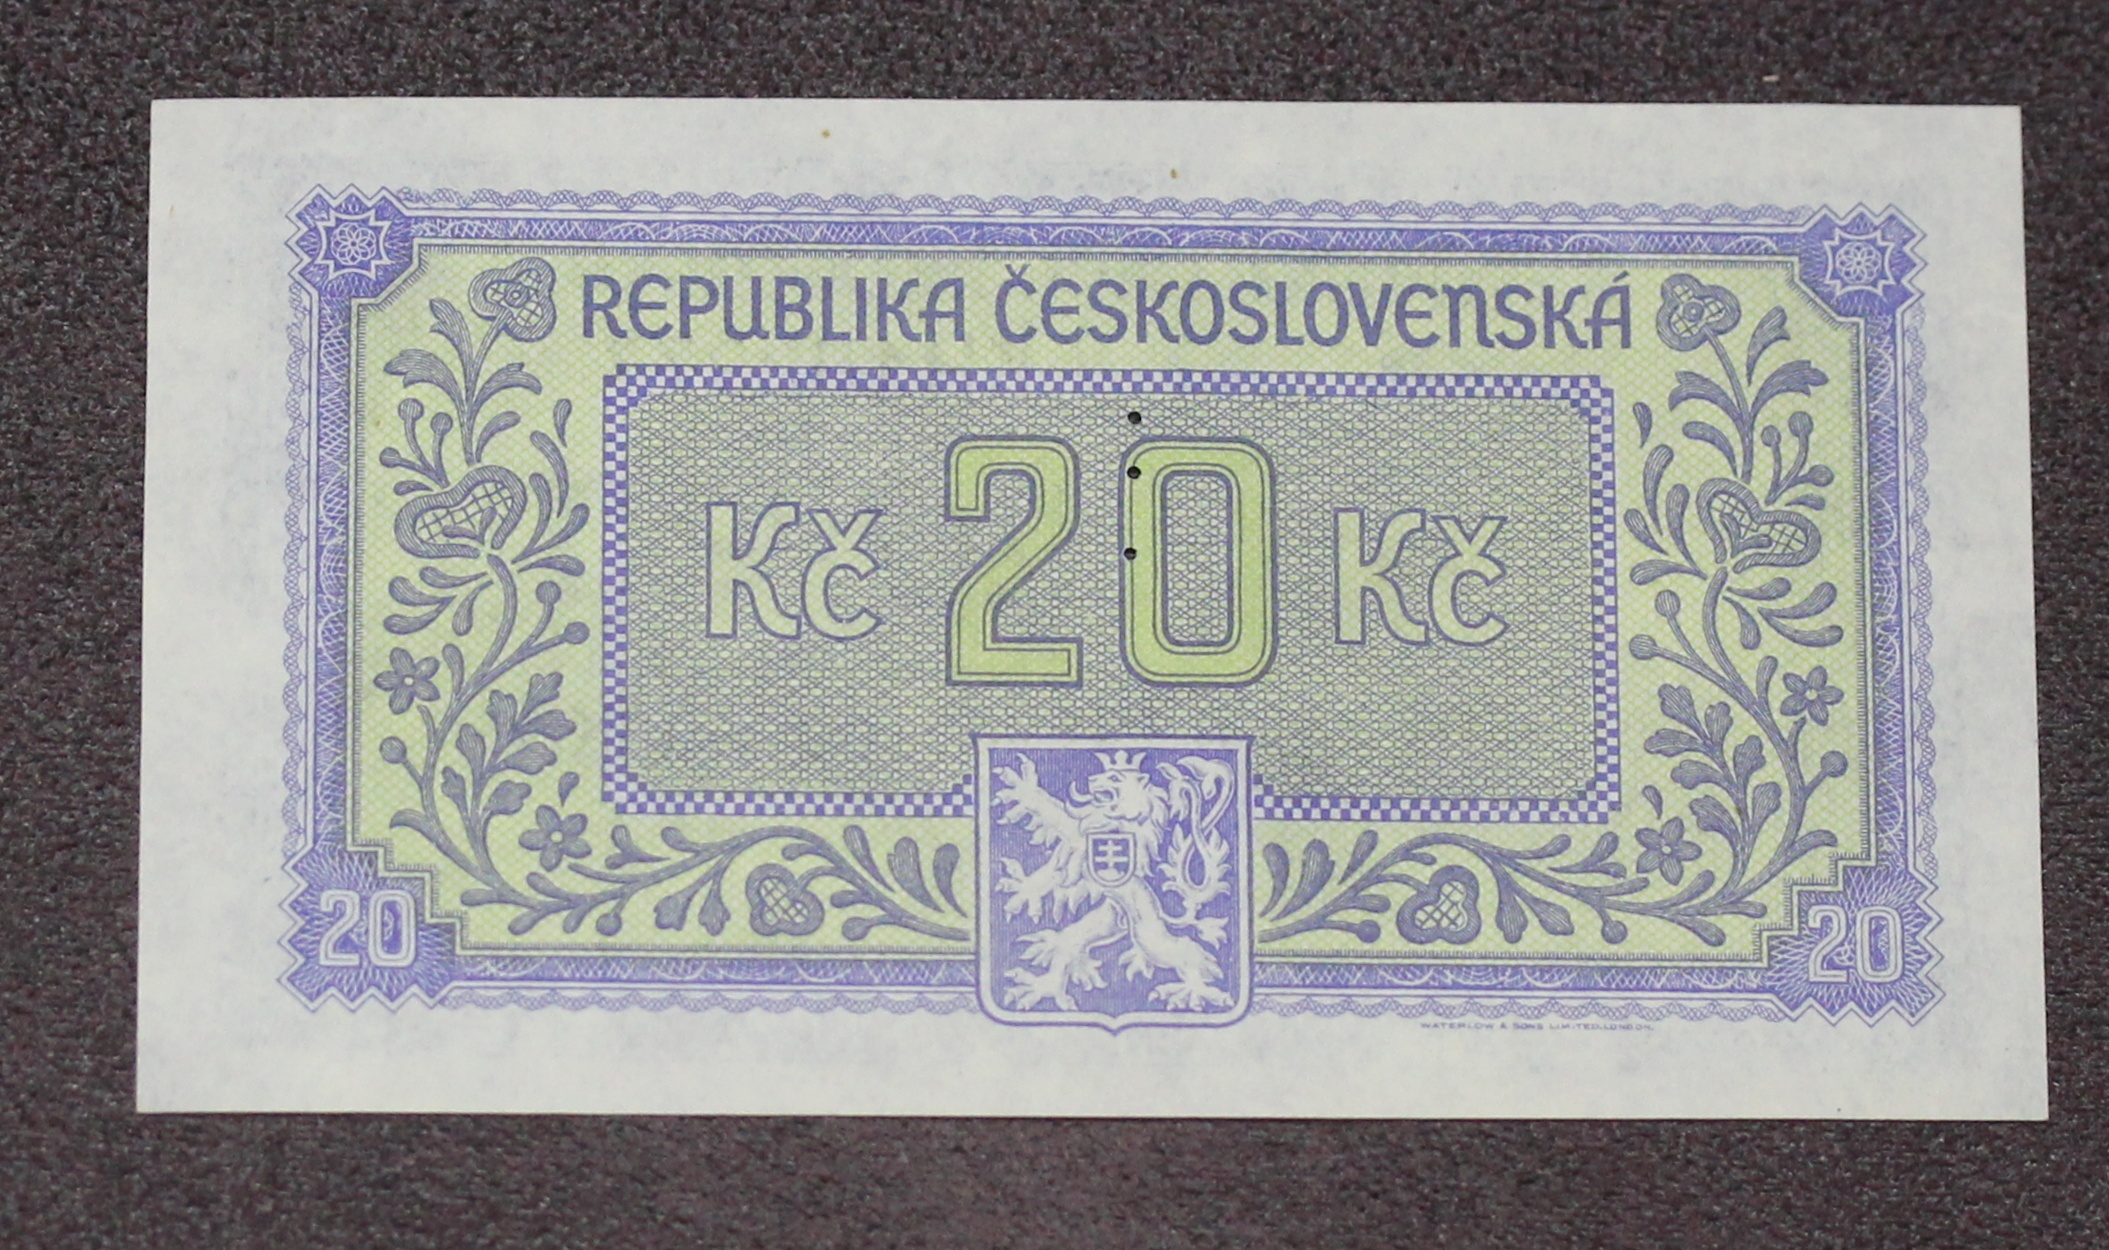 REPUBLIKA ČESKOSLOVENSKÁ
Kč 20 Kč
20 20
WATERLOW & SONS LIMITED, LONDON.